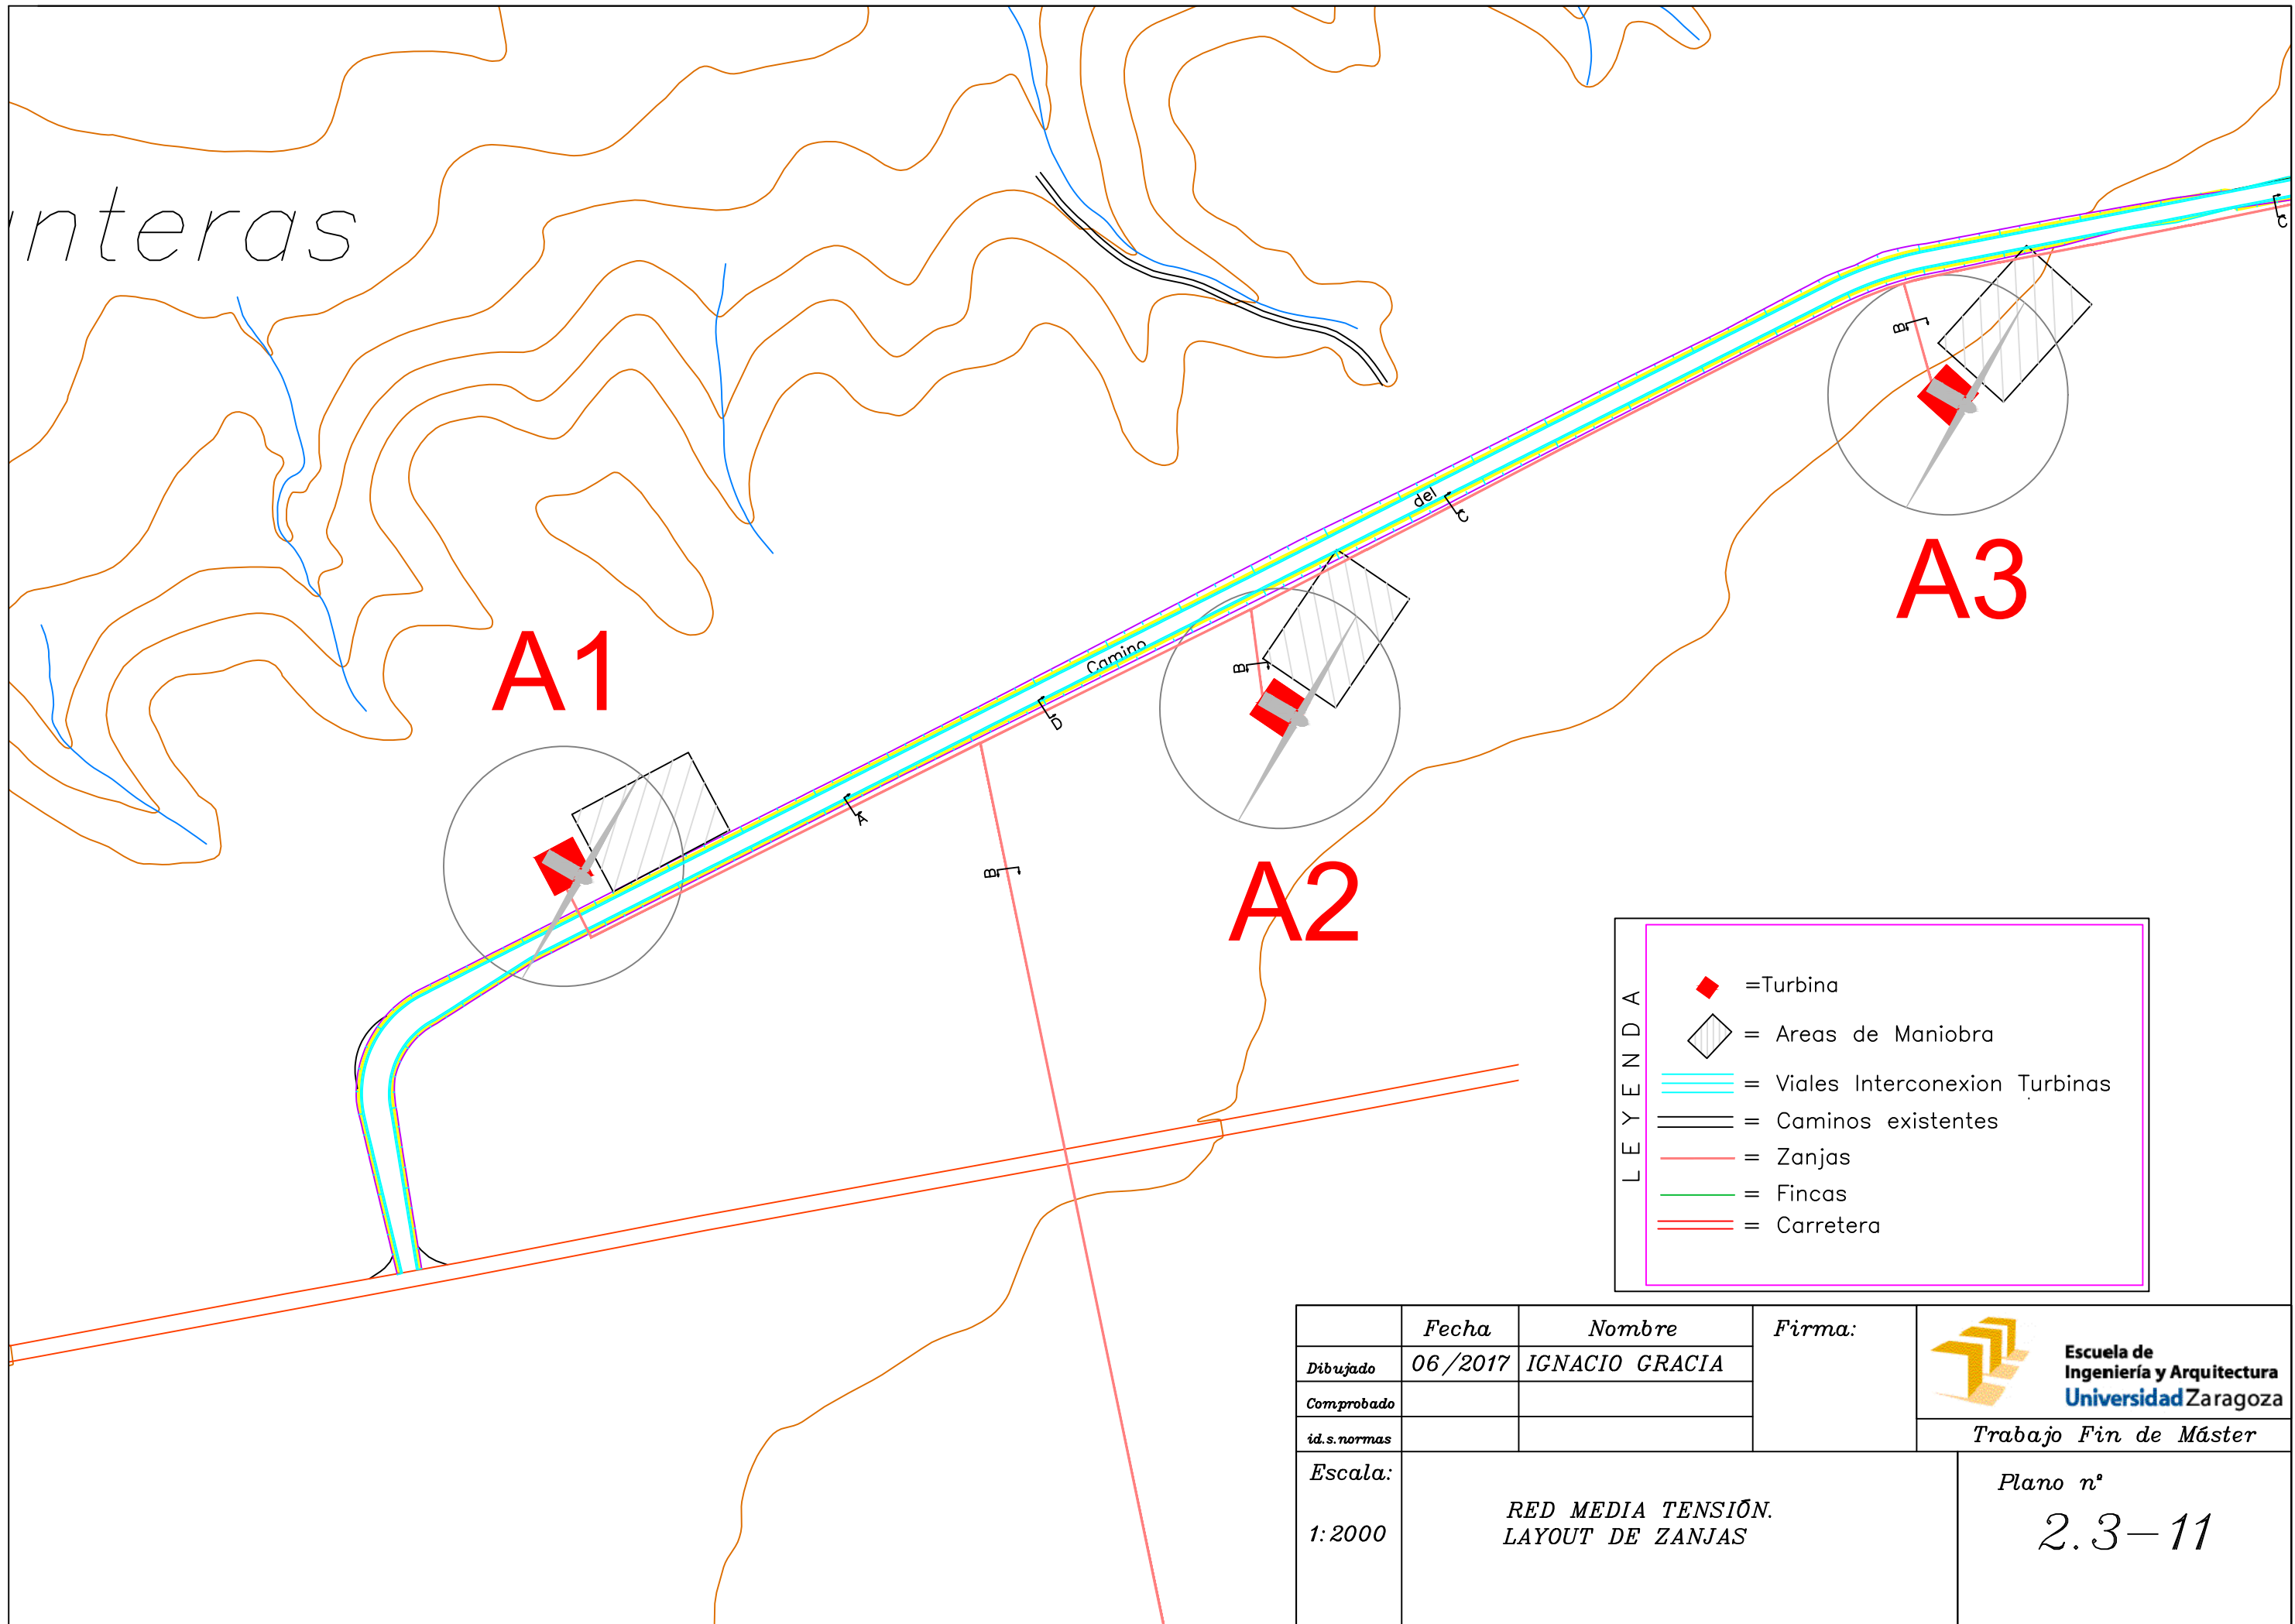 nteras
A1
A2
A3
Camino
del
A
B
B
B
C
C
D
LEYENDA
=Turbina
= Areas de Maniobra
= Viales Interconexion Turbinas
= Caminos existentes
= Zanjas
= Fincas
= Carretera
Fecha
Nombre
Firma:
Dibujado
06/2017
IGNACIO GRACIA
Comprobado
id.s.normas
Escuela de
Ingeniería y Arquitectura
Universidad Zaragoza
Trabajo Fin de Máster
Escala:
1:2000
RED MEDIA TENSIÓN.
LAYOUT DE ZANJAS
Plano nº
2.3-11